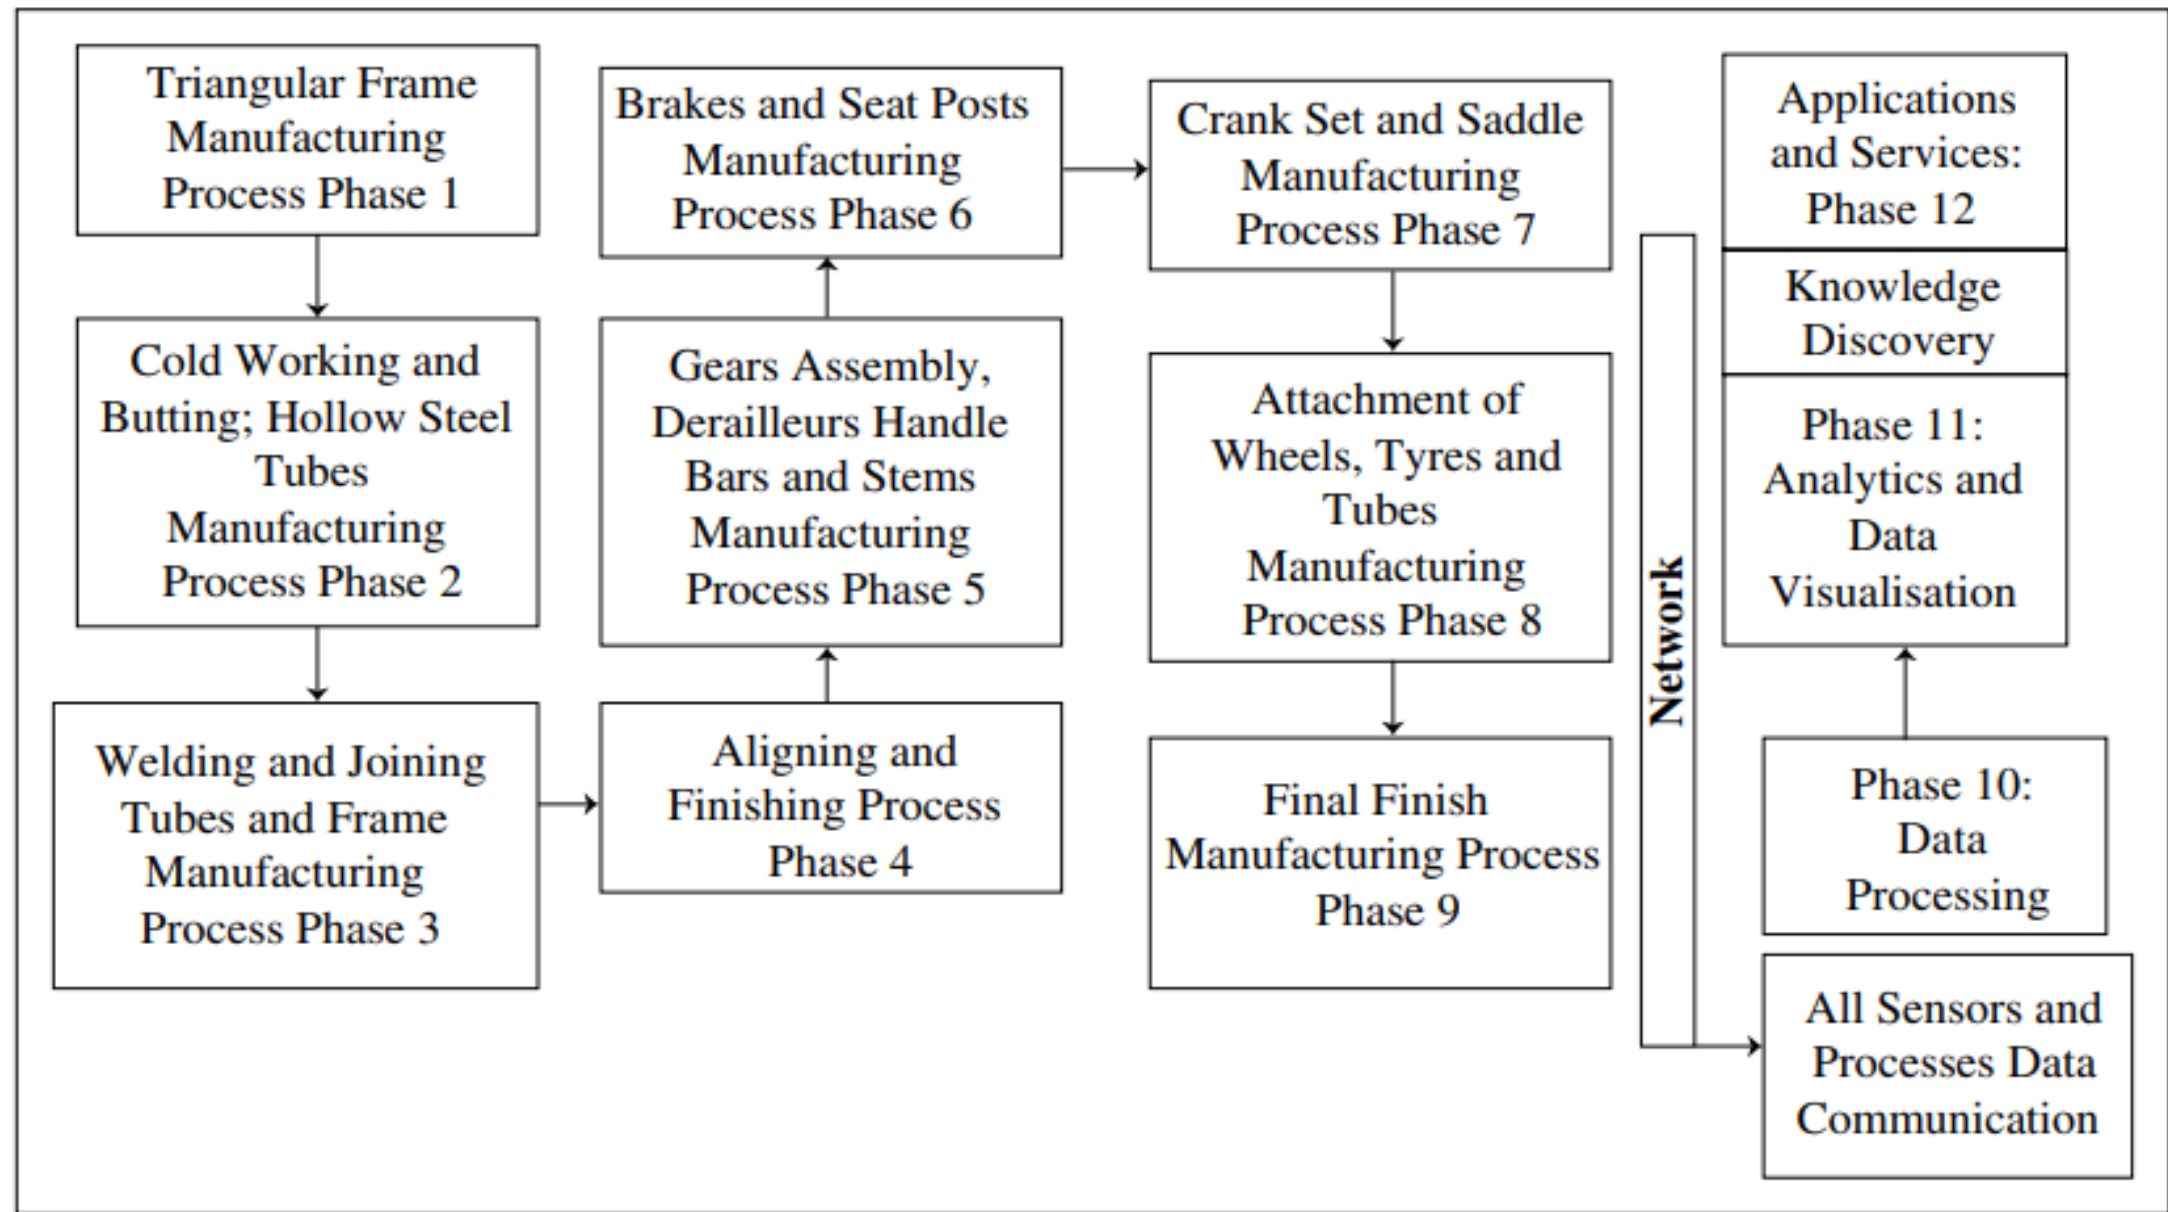 Triangular Frame
Manufacturing
Process Phase 1
Cold Working and
Butting; Hollow Steel
Tubes
Manufacturing
Process Phase 2
Welding and Joining
Tubes and Frame
Manufacturing
Process Phase 3
Aligning and
Finishing Process
Phase 4
Gears Assembly,
Derailleurs Handle
Bars and Stems
Manufacturing
Process Phase 5
Brakes and Seat Posts
Manufacturing
Process Phase 6
Crank Set and Saddle
Manufacturing
Process Phase 7
Attachment of
Wheels, Tyres and
Tubes
Manufacturing
Process Phase 8
Final Finish
Manufacturing Process
Phase 9
Network
All Sensors and
Processes Data
Communication
Phase 10:
Data
Processing
Phase 11:
Analytics and
Data
Visualisation
Knowledge
Discovery
Applications
and Services:
Phase 12